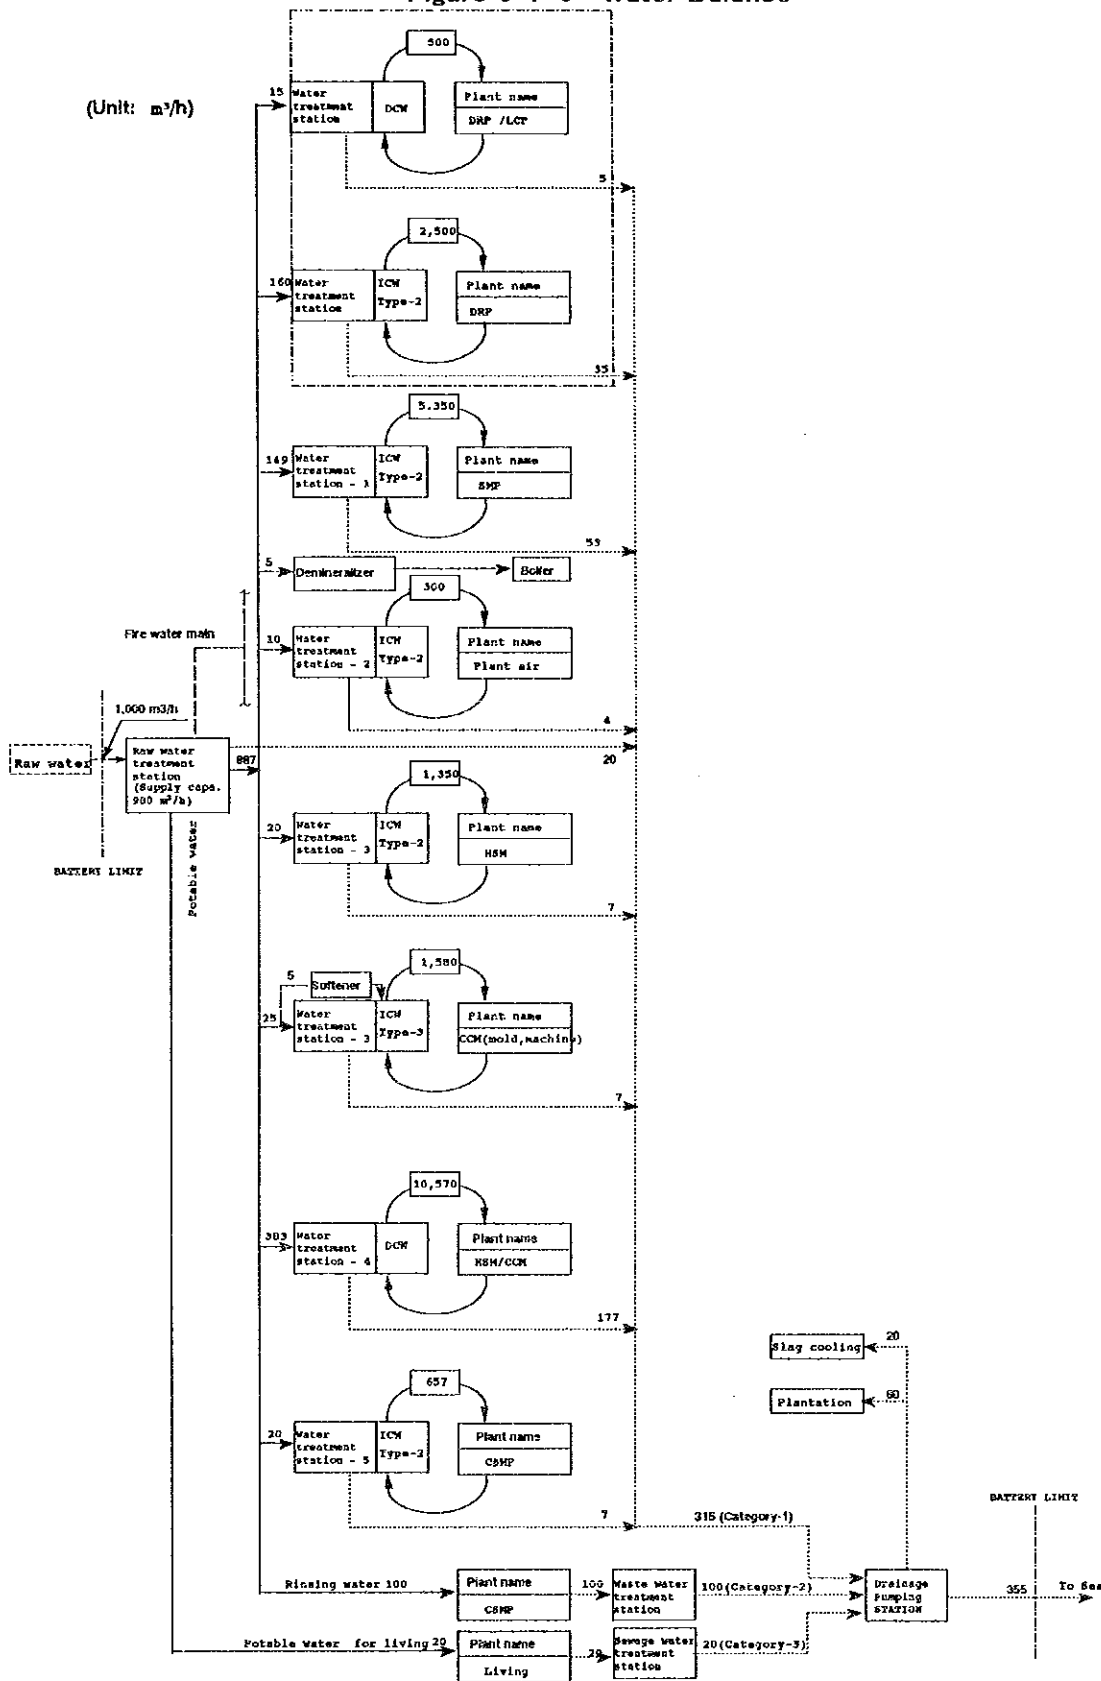 (Unit: m³/h)
500
15
Water
treatment
station
DCW
Plant name
DRP /LCP
5
2,500
160
Water
treatment
station
ICW
Type-2
Plant name
DRP
35
5.350
149
Water
treatment
station - 1
ICW
Type-2
Plant name
SMP
53
5
Demineralizer
Boiler
300
Fire water main
10
Water
treatment
station - 2
ICW
Type-2
Plant name
Plant air
4
1,000 m3/h
Raw water
Raw water
treatment
station
(Supply capa.
900 m³/h)
887
20
Potable water
BATTERY LIMIT
1,350
20
Water
treatment
station - 3
ICW
Type-2
Plant name
HSM
7
1,580
5
Softener
25
Water
treatment
station - 3
ICW
Type-3
Plant name
CCM(mold,machine)
7
10,570
303
Water
treatment
station - 4
DCW
Plant name
HSM/CCM
177
657
20
Water
treatment
station - 5
ICW
Type-2
Plant name
CSMP
7
Slag cooling
20
Plantation
60
BATTERY LIMIT
315 (Category-1)
Rinsing water 100
Plant name
CSMP
100
Waste water
treatment
station
100(Category-2)
Drainage
Pumping
STATION
355
To Sea
Potable water for living 20
Plant name
Living
20
Sewage water
treatment
station
20(Category-3)